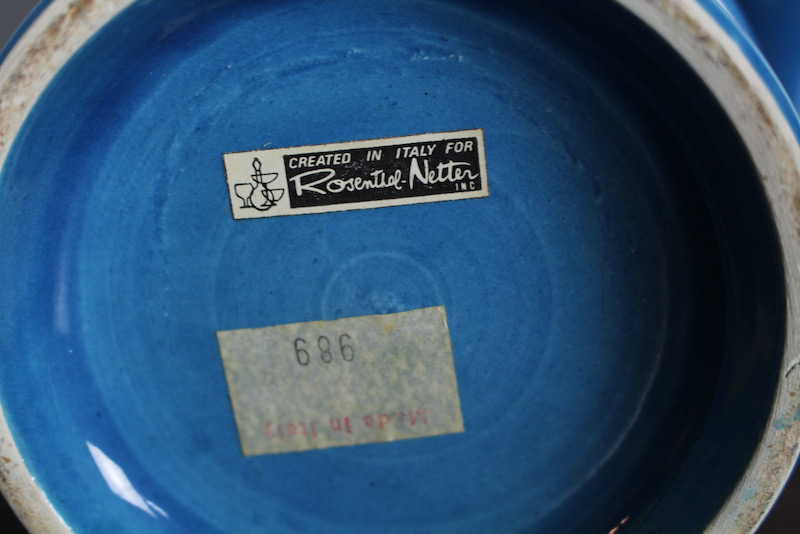 CREATED IN ITALY FOR
Rosenthal-Netter
INC
686
Made In Italy